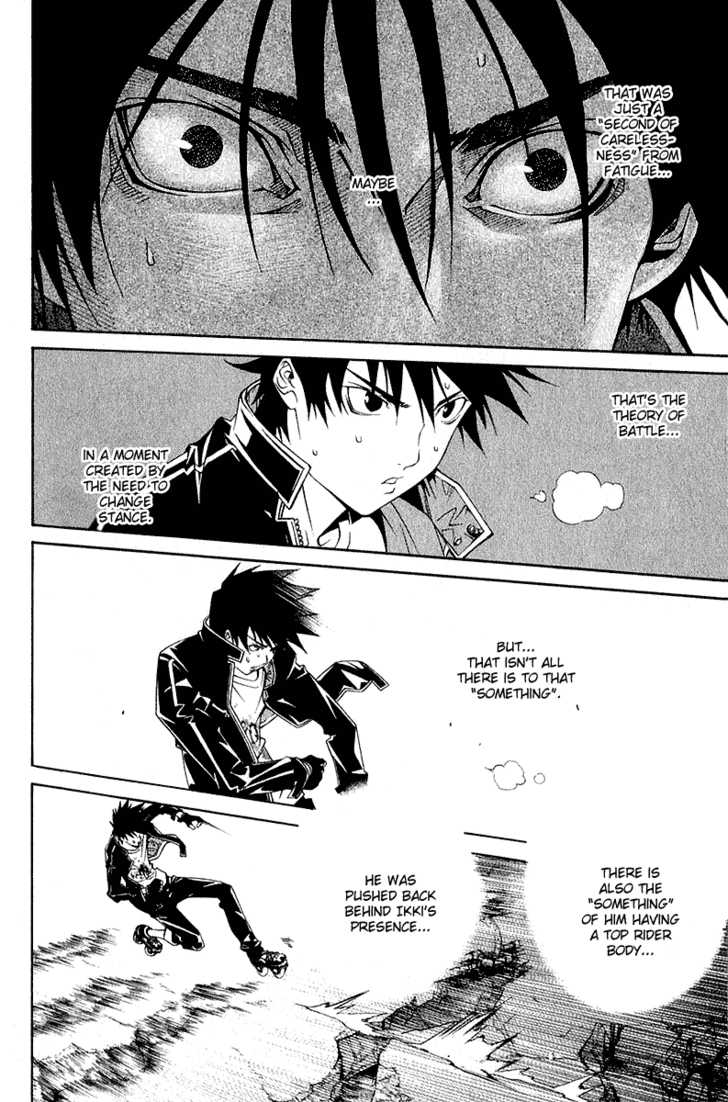 THAT WAS
JUST A
"SECOND OF
CARELESS-
NESS" FROM
FATIGUE...
MAYBE
...
THAT'S THE
THEORY OF
BATTLE...
IN A MOMENT
CREATED BY
THE NEED TO
CHANGE
STANCE.
BUT...
THAT ISN'T ALL
THERE IS TO THAT
"SOMETHING".
THERE IS
ALSO THE
"SOMETHING"
OF HIM HAVING
A TOP RIDER
BODY...
HE WAS
PUSHED BACK
BEHIND IKKI'S
PRESENCE...